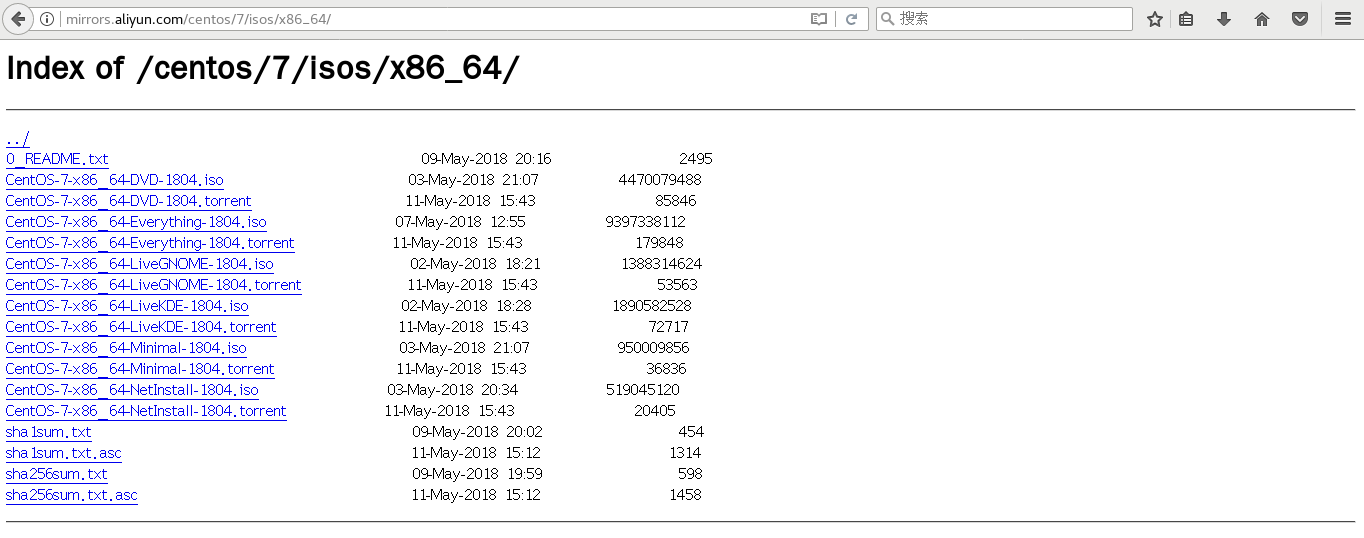 mirrors.aliyun.com/centos/7/isos/x86_64/ 搜索
Index of /centos/7/isos/x86_64/
../
0_README.txt 09-May-2018 20:16 2495
CentOS-7-x86_64-DVD-1804.iso 03-May-2018 21:07 4470079488
CentOS-7-x86_64-DVD-1804.torrent 11-May-2018 15:43 85846
CentOS-7-x86_64-Everything-1804.iso 07-May-2018 12:55 9397338112
CentOS-7-x86_64-Everything-1804.torrent 11-May-2018 15:43 179848
CentOS-7-x86_64-LiveGNOME-1804.iso 02-May-2018 18:21 1388314624
CentOS-7-x86_64-LiveGNOME-1804.torrent 11-May-2018 15:43 53563
CentOS-7-x86_64-LiveKDE-1804.iso 02-May-2018 18:28 1890582528
CentOS-7-x86_64-LiveKDE-1804.torrent 11-May-2018 15:43 72717
CentOS-7-x86_64-Minimal-1804.iso 03-May-2018 21:07 950009856
CentOS-7-x86_64-Minimal-1804.torrent 11-May-2018 15:43 36836
CentOS-7-x86_64-NetInstall-1804.iso 03-May-2018 20:34 519045120
CentOS-7-x86_64-NetInstall-1804.torrent 11-May-2018 15:43 20405
sha1sum.txt 09-May-2018 20:02 454
sha1sum.txt.asc 11-May-2018 15:12 1314
sha256sum.txt 09-May-2018 19:59 598
sha256sum.txt.asc 11-May-2018 15:12 1458